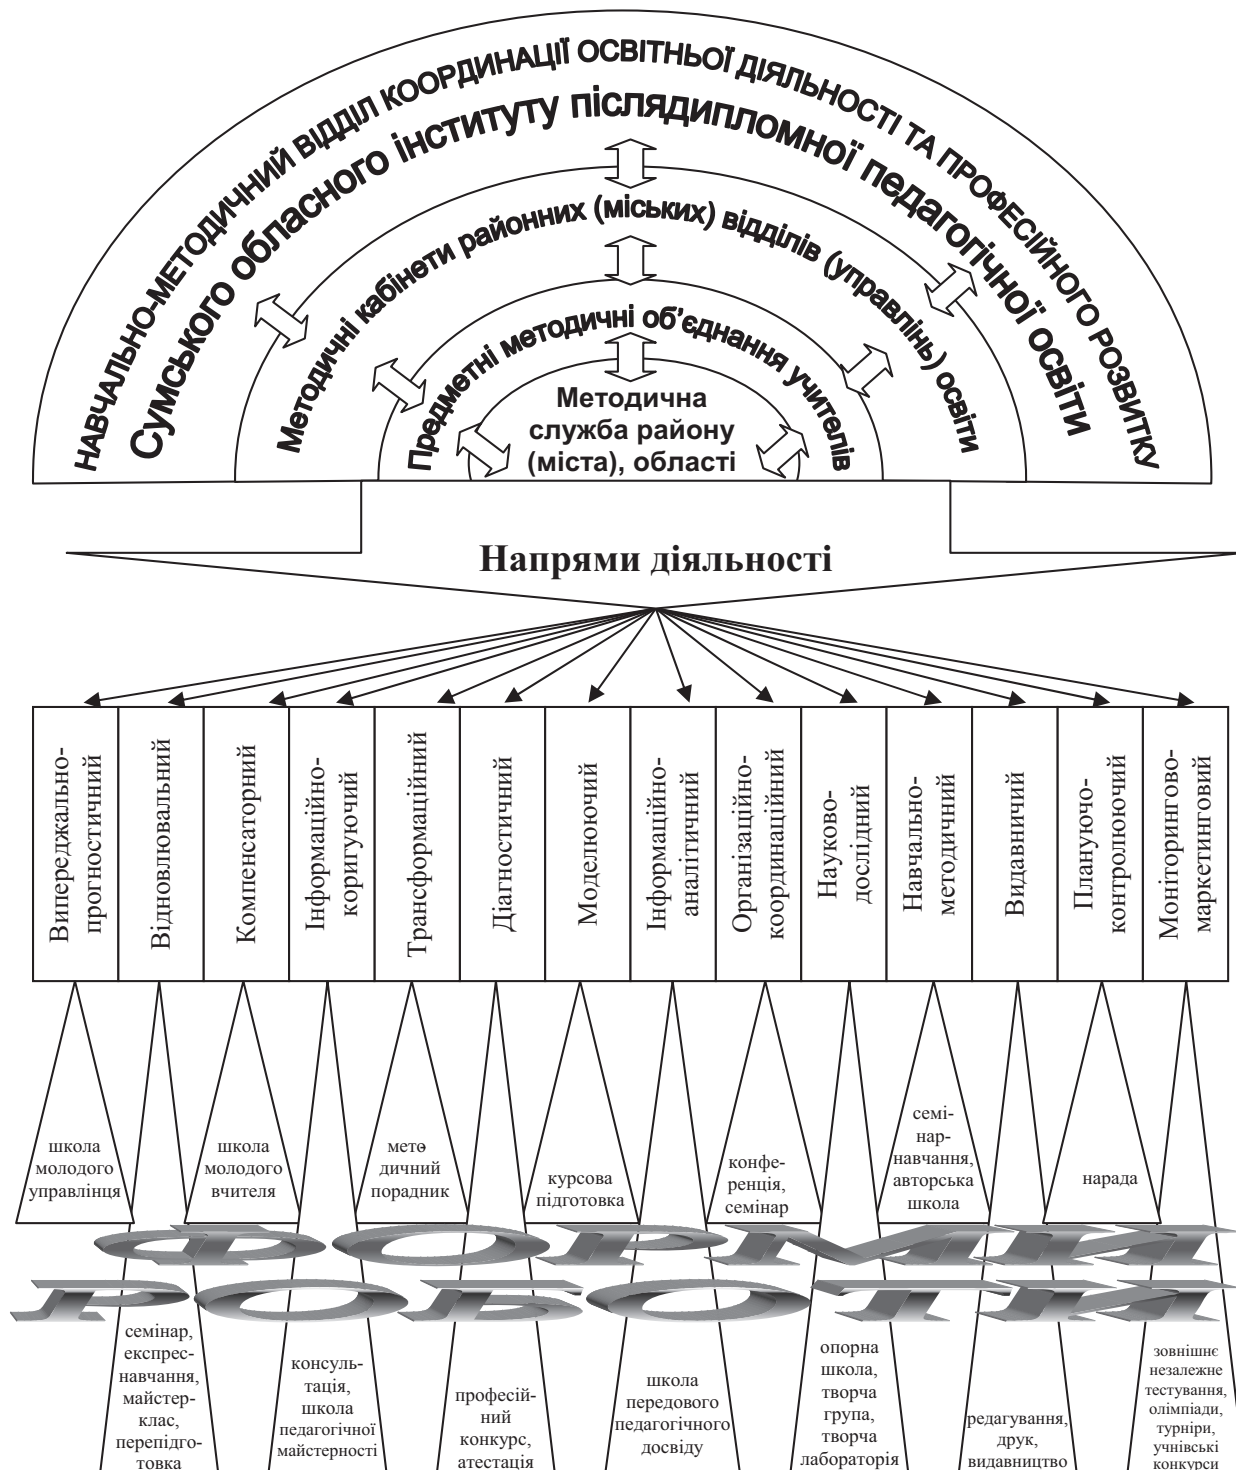 НАВЧАЛЬНО-МЕТОДИЧНИЙ ВІДДІЛ КООРДИНАЦІЇ ОСВІТНЬОЇ ДІЯЛЬНОСТІ ТА ПРОФЕСІЙНОГО РОЗВИТКУ
Сумського обласного інституту післядипломної педагогічної освіти
Методичні кабінети районних (міських) відділів (управлінь) освіти
Предметні методичні об'єднання учителів
Методична
служба району
(міста), області
Напрями діяльності
Випереджально-
прогностичний
Відновлювальний
Компенсаторний
Інформаційно-
коригуючий
Трансформаційний
Діагностичний
Моделюючий
Інформаційно-
аналітичний
Організаційно-
координаційний
Науково-
дослідний
Навчально-
методичний
Видавничий
Плануючо-
контролюючий
Моніторингово-
маркетинговий
школа
молодого
управлінця
школа
молодого
вчителя
мето-
дичний
порадник
курсова
підготовка
конфе-
ренція,
семінар
семі-
нар-
навчання,
авторська
школа
нарада
ФОРМИ
РОБОТИ
семінар,
експрес-
навчання,
майстер-
клас,
перепідго-
товка
консуль-
тація,
школа
педагогічної
майстерності
професій-
ний
конкурс,
атестація
школа
передового
педагогічного
досвіду
опорна
школа,
творча
група,
творча
лабораторія
редагування,
друк,
видавництво
зовнішнє
незалежне
тестування,
олімпіади,
турніри,
учнівські
конкурси